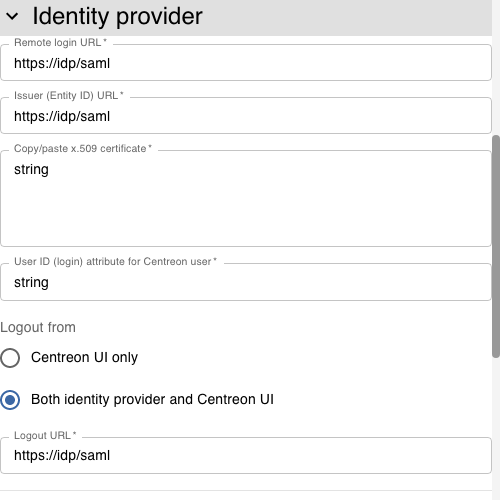 Identity provider
Remote login URL *
https://idp/saml
Issuer (Entity ID) URL *
https://idp/saml
Copy/paste x.509 certificate *
string
User ID (login) attribute for Centreon user *
string
Logout from
Centreon UI only
Both identity provider and Centreon UI
Logout URL *
https://idp/saml